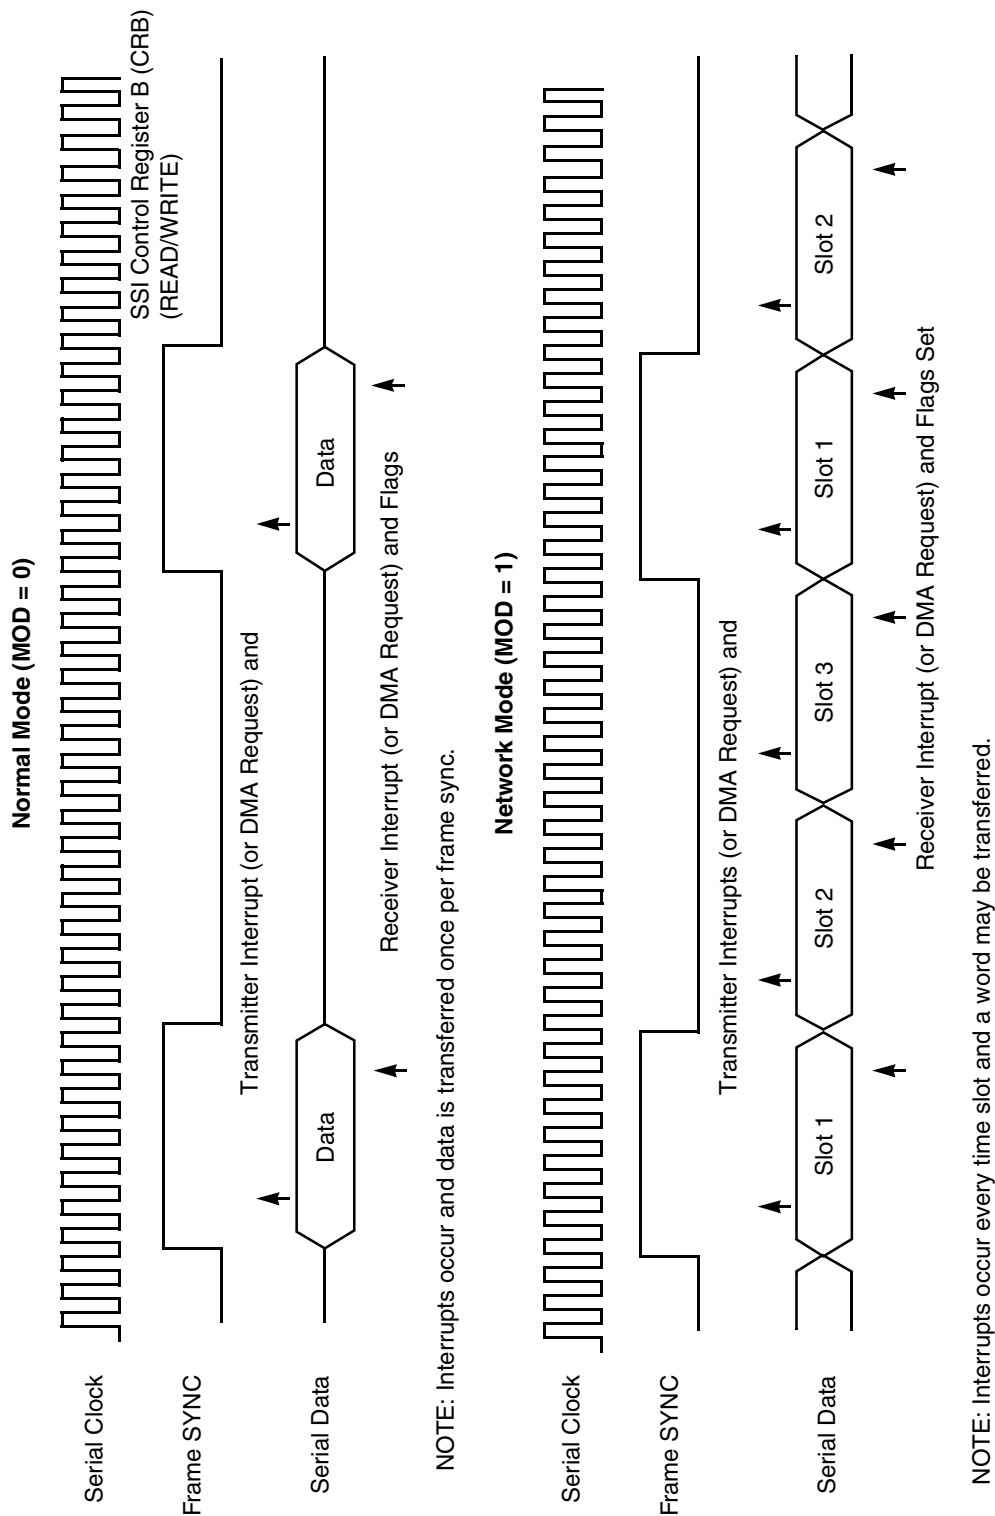 Normal Mode (MOD = 0)
Serial Clock
SSI Control Register B (CRB)
(READ/WRITE)
Frame SYNC
Transmitter Interrupt (or DMA Request) and
Serial Data
Data
Data
Receiver Interrupt (or DMA Request) and Flags
NOTE: Interrupts occur and data is transferred once per frame sync.
Network Mode (MOD = 1)
Serial Clock
Frame SYNC
Transmitter Interrupts (or DMA Request) and
Serial Data
Slot 1
Slot 2
Slot 3
Slot 1
Slot 2
Receiver Interrupt (or DMA Request) and Flags Set
NOTE: Interrupts occur every time slot and a word may be transferred.